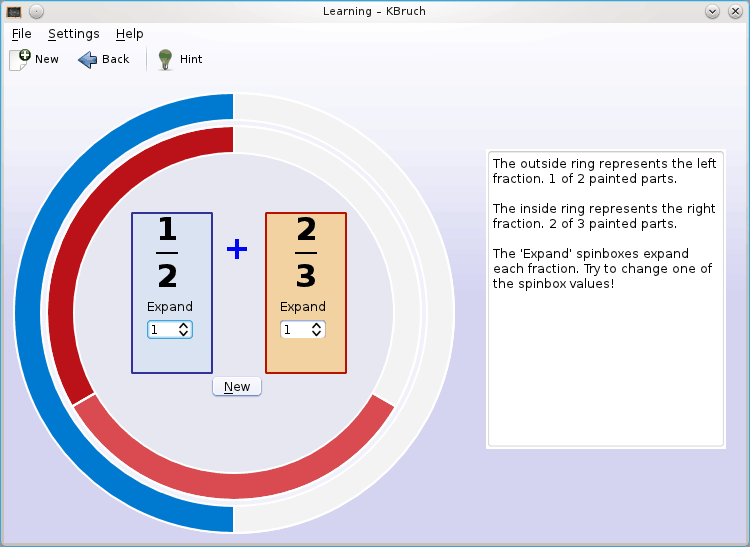 Learning – KBruch
File Settings Help
New Back Hint
1
2
+
2
3
Expand
1
Expand
1
New
The outside ring represents the left
fraction. 1 of 2 painted parts.
The inside ring represents the right
fraction. 2 of 3 painted parts.
The 'Expand' spinboxes expand
each fraction. Try to change one of
the spinbox values!